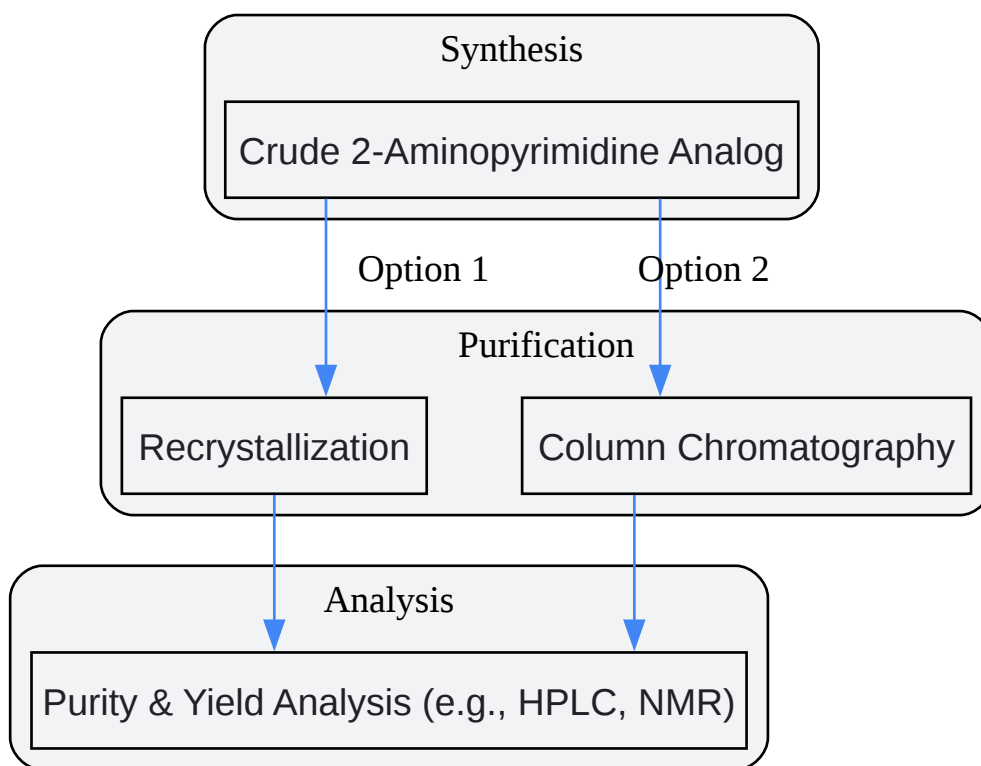 Synthesis
Crude 2-Aminopyrimidine Analog
Option 1
Option 2
Purification
Recrystallization
Column Chromatography
Analysis
Purity & Yield Analysis (e.g., HPLC, NMR)